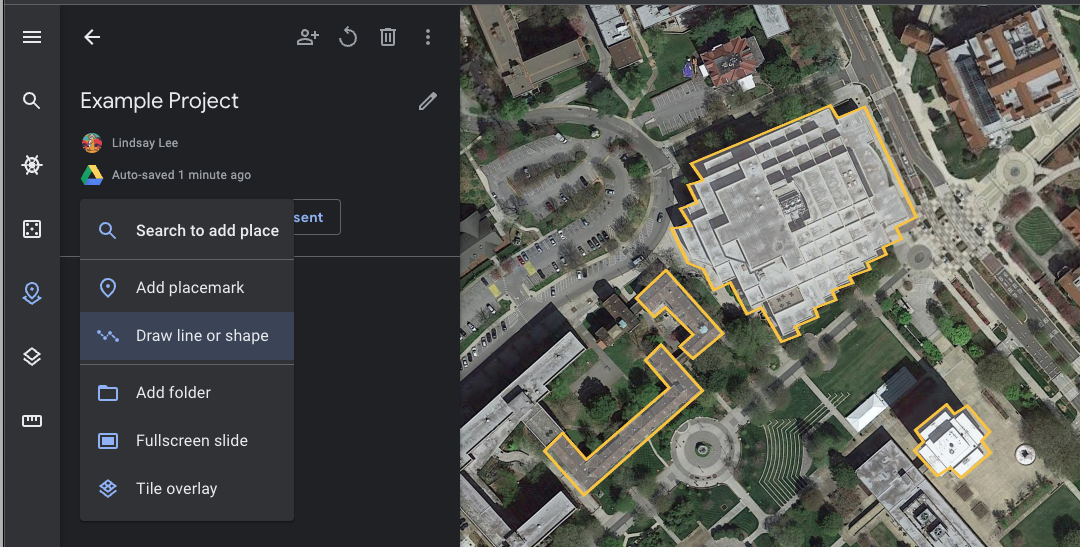 Example Project
Lindsay Lee
Auto-saved 1 minute ago
sent
Search to add place
Add placemark
Draw line or shape
Add folder
Fullscreen slide
Tile overlay